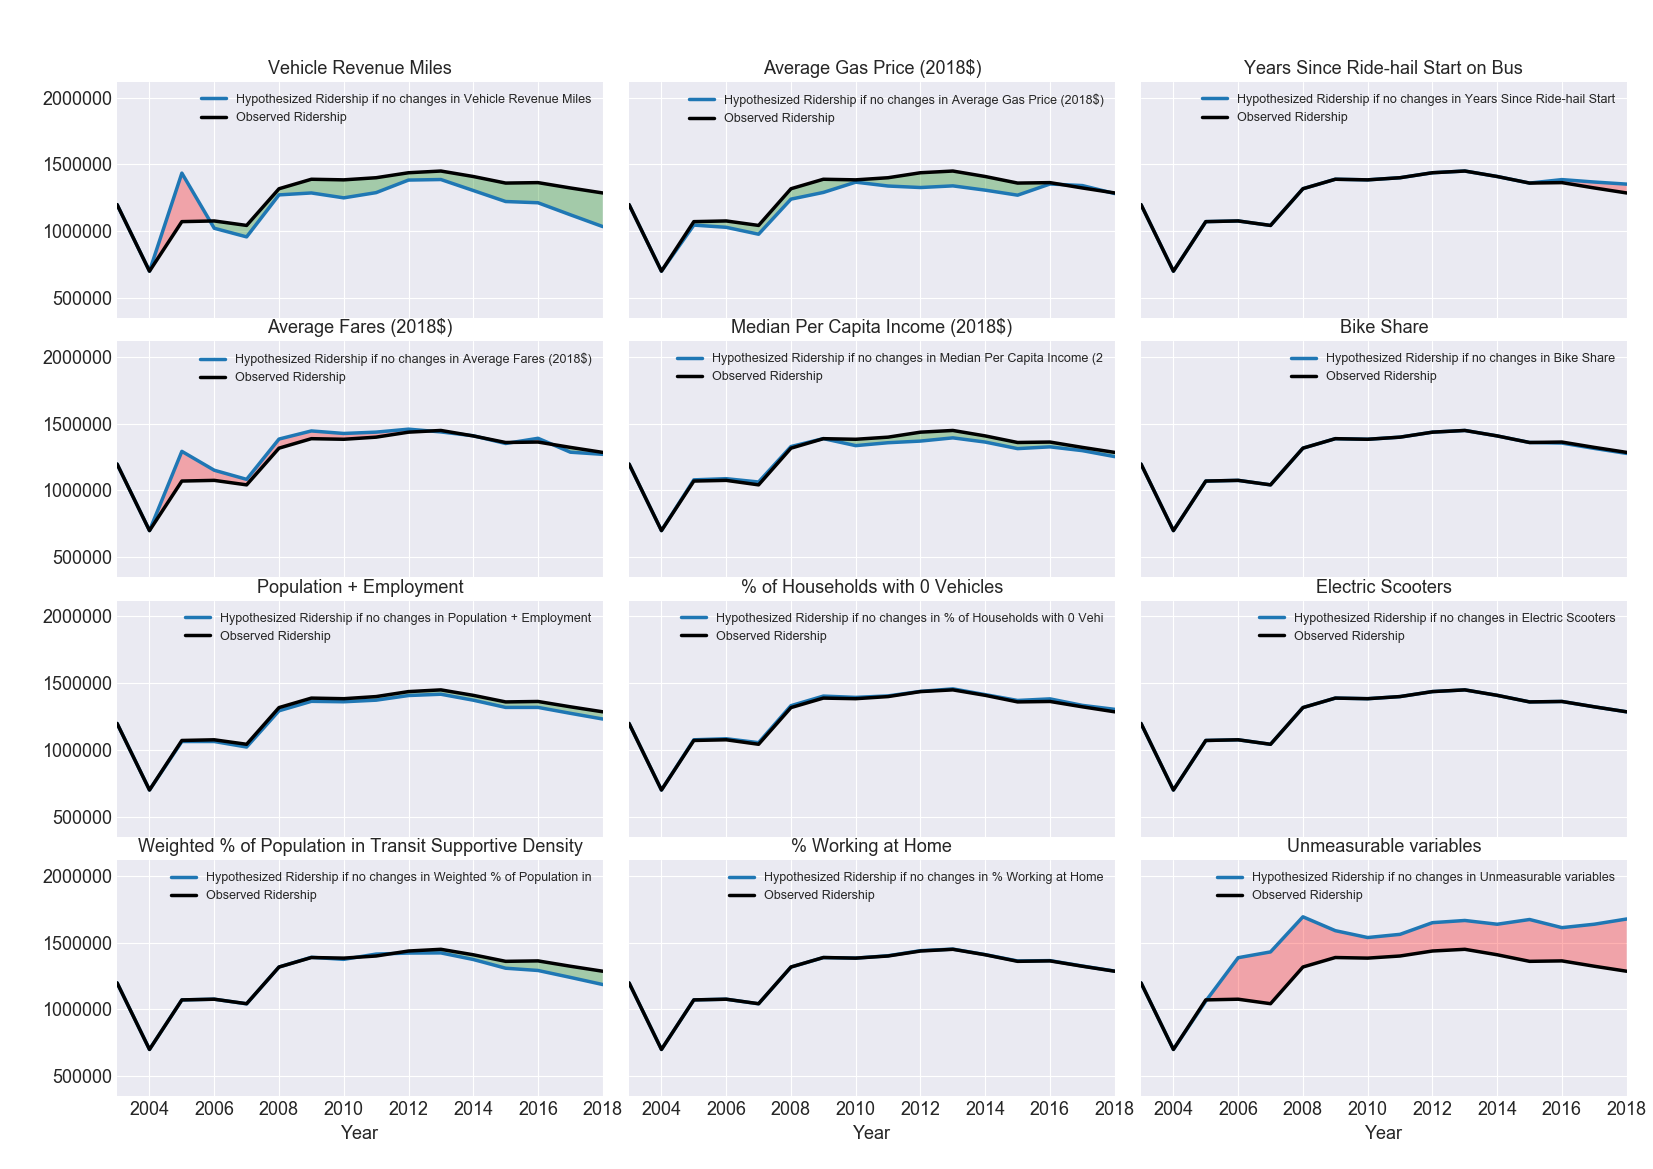 Vehicle Revenue Miles
2000000
1500000
1000000
500000
Hypothesized Ridership if no changes in Vehicle Revenue Miles
Observed Ridership
Average Gas Price (2018$)
Hypothesized Ridership if no changes in Average Gas Price (2018$)
Observed Ridership
Years Since Ride-hail Start on Bus
Hypothesized Ridership if no changes in Years Since Ride-hail Start
Observed Ridership
Average Fares (2018$)
2000000
1500000
1000000
500000
Hypothesized Ridership if no changes in Average Fares (2018$)
Observed Ridership
Median Per Capita Income (2018$)
Hypothesized Ridership if no changes in Median Per Capita Income (2
Observed Ridership
Bike Share
Hypothesized Ridership if no changes in Bike Share
Observed Ridership
Population + Employment
2000000
1500000
1000000
500000
Hypothesized Ridership if no changes in Population + Employment
Observed Ridership
% of Households with 0 Vehicles
Hypothesized Ridership if no changes in % of Households with 0 Vehi
Observed Ridership
Electric Scooters
Hypothesized Ridership if no changes in Electric Scooters
Observed Ridership
Weighted % of Population in Transit Supportive Density
2000000
1500000
1000000
500000
Hypothesized Ridership if no changes in Weighted % of Population in
Observed Ridership
2004 2006 2008 2010 2012 2014 2016 2018
Year
% Working at Home
Hypothesized Ridership if no changes in % Working at Home
Observed Ridership
2004 2006 2008 2010 2012 2014 2016 2018
Year
Unmeasurable variables
Hypothesized Ridership if no changes in Unmeasurable variables
Observed Ridership
2004 2006 2008 2010 2012 2014 2016 2018
Year